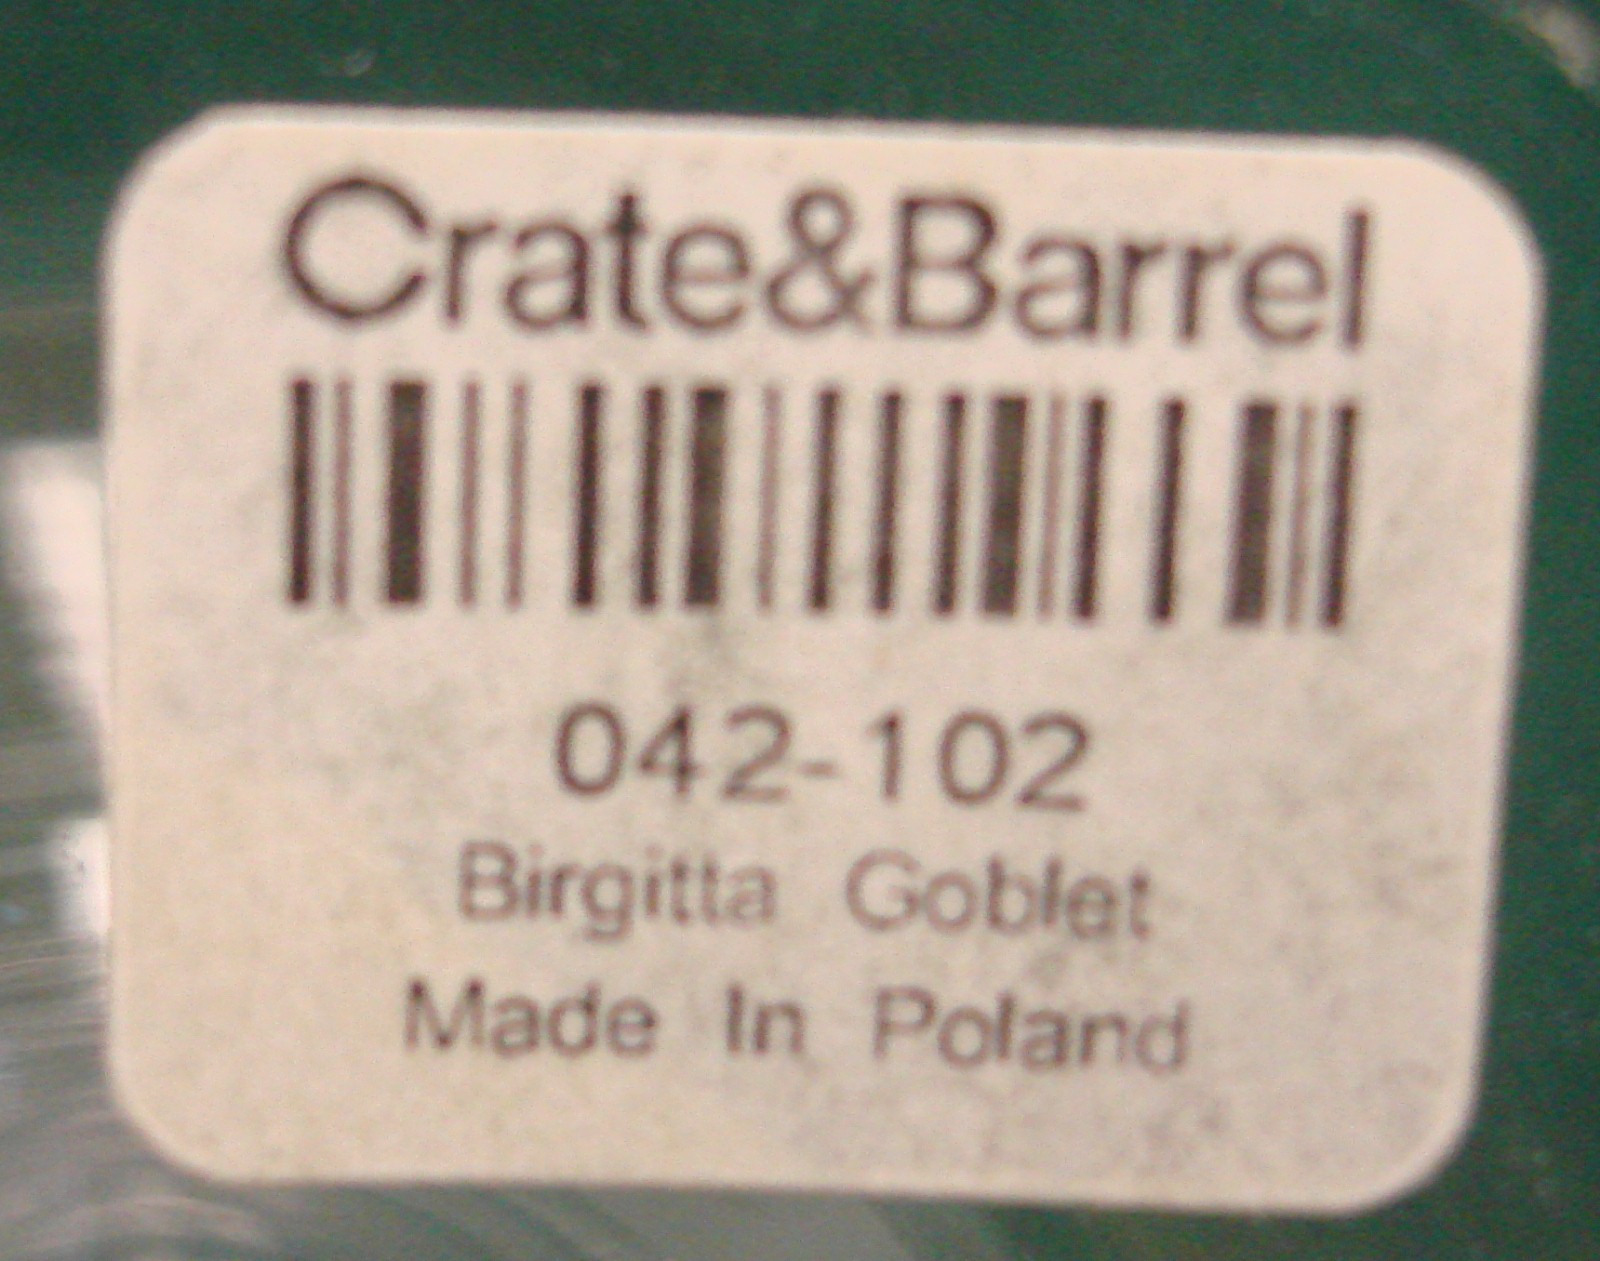 Crate&Barrel
042-102
Birgitta Goblet
Made In Poland